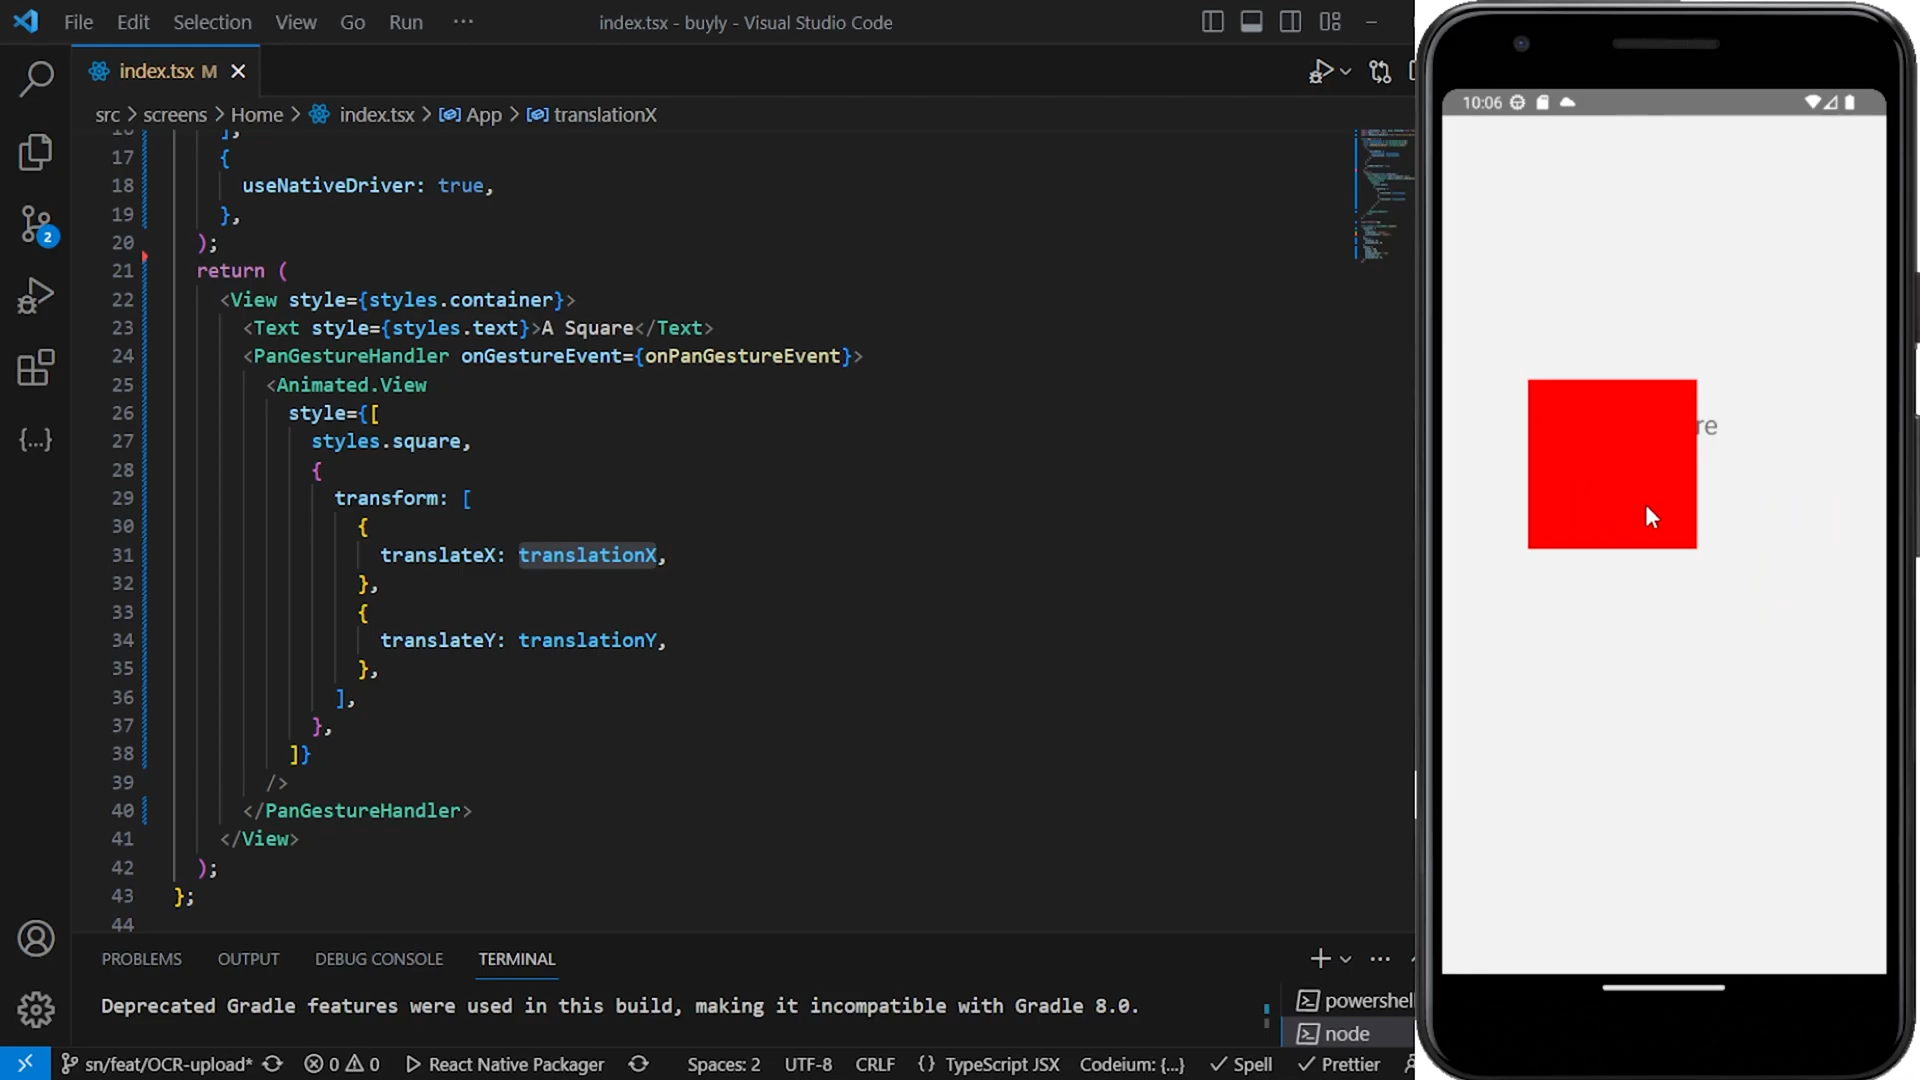 File Edit Selection View Go Run ··· index.tsx - buyly - Visual Studio Code
index.tsx M
src > screens > Home > index.tsx > App > translationX
16 ],
17 {
18 useNativeDriver: true,
19 },
20 );
21 return (
22 <View style={styles.container}>
23 <Text style={styles.text}>A Square</Text>
24 <PanGestureHandler onGestureEvent={onPanGestureEvent}>
25 <Animated.View
26 style={[
27 styles.square,
28 {
29 transform: [
30 {
31 translateX: translationX,
32 },
33 {
34 translateY: translationY,
35 },
36 ],
37 },
38 ]}
39 />
40 </PanGestureHandler>
41 </View>
42 );
43 };
44
PROBLEMS OUTPUT DEBUG CONSOLE TERMINAL
Deprecated Gradle features were used in this build, making it incompatible with Gradle 8.0.
powershell
node
2
sn/feat/OCR-upload* 0 0 React Native Packager Spaces: 2 UTF-8 CRLF {} TypeScript JSX Codeium: {...} Spell Prettier
10:06
re